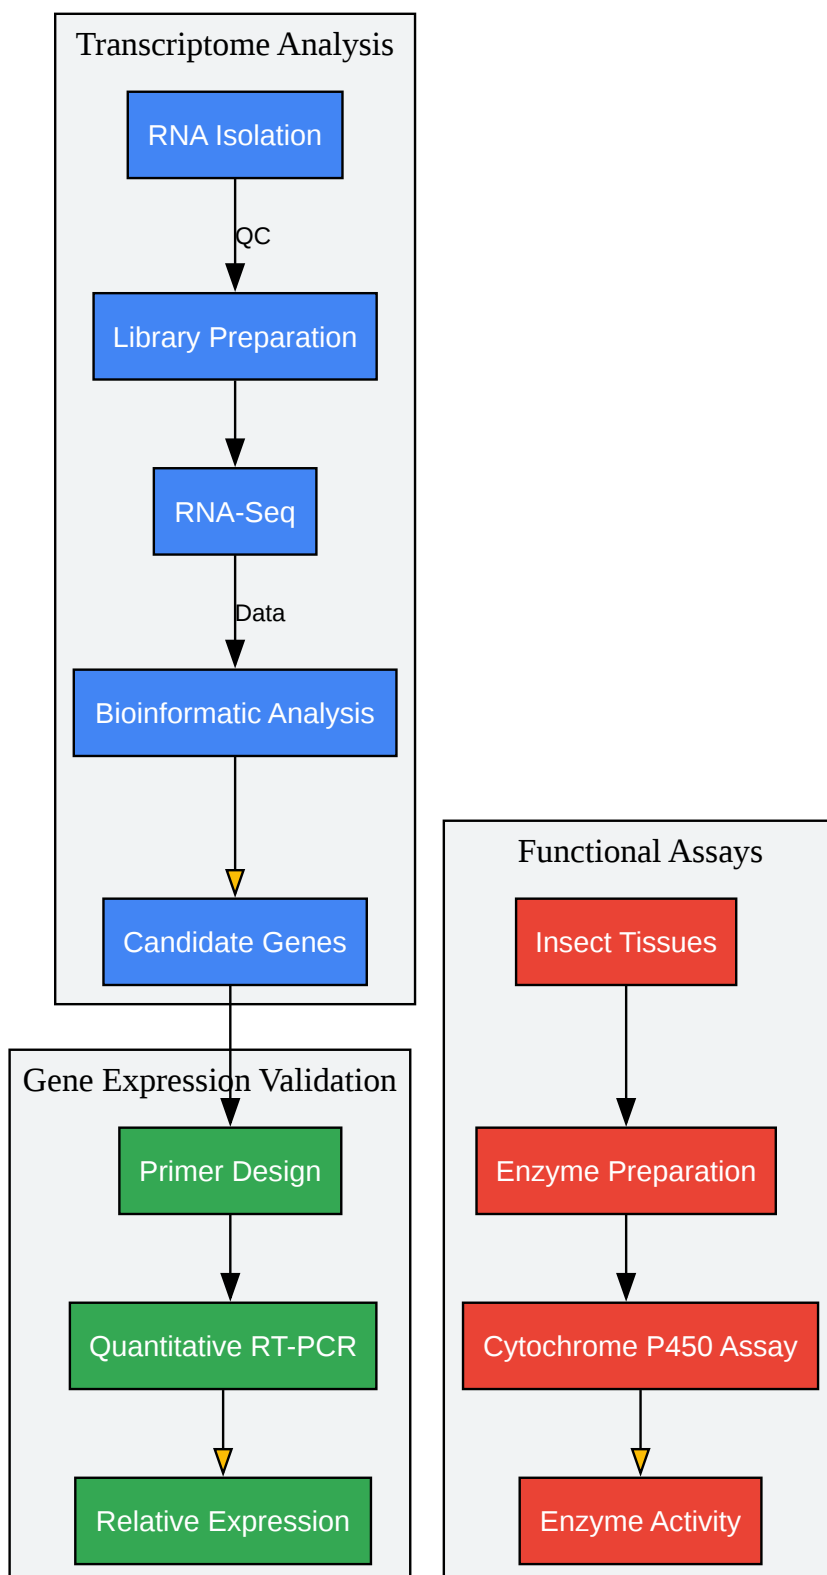 Transcriptome Analysis
RNA Isolation
QC
Library Preparation
RNA-Seq
Data
Bioinformatic Analysis
Candidate Genes
Gene Expression Validation
Primer Design
Quantitative RT-PCR
Relative Expression
Functional Assays
Insect Tissues
Enzyme Preparation
Cytochrome P450 Assay
Enzyme Activity